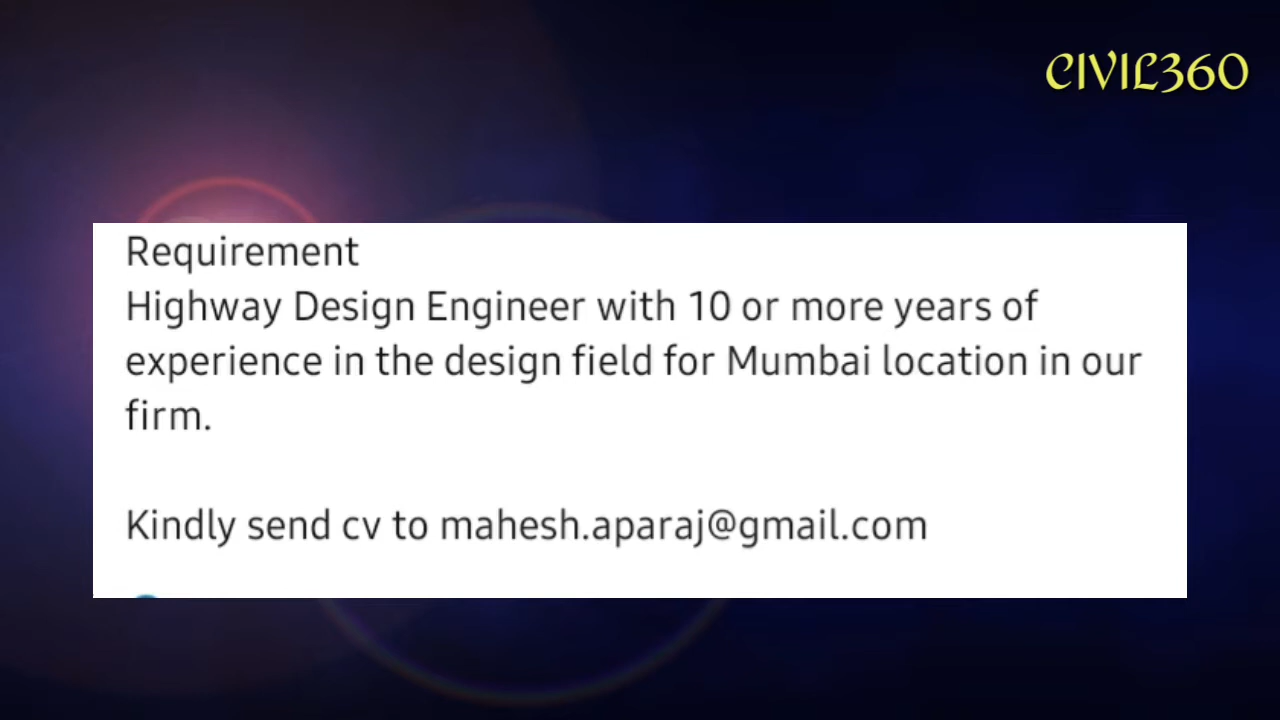 CIVIL360
Requirement
Highway Design Engineer with 10 or more years of
experience in the design field for Mumbai location in our
firm.
Kindly send cv to mahesh.aparaj@gmail.com